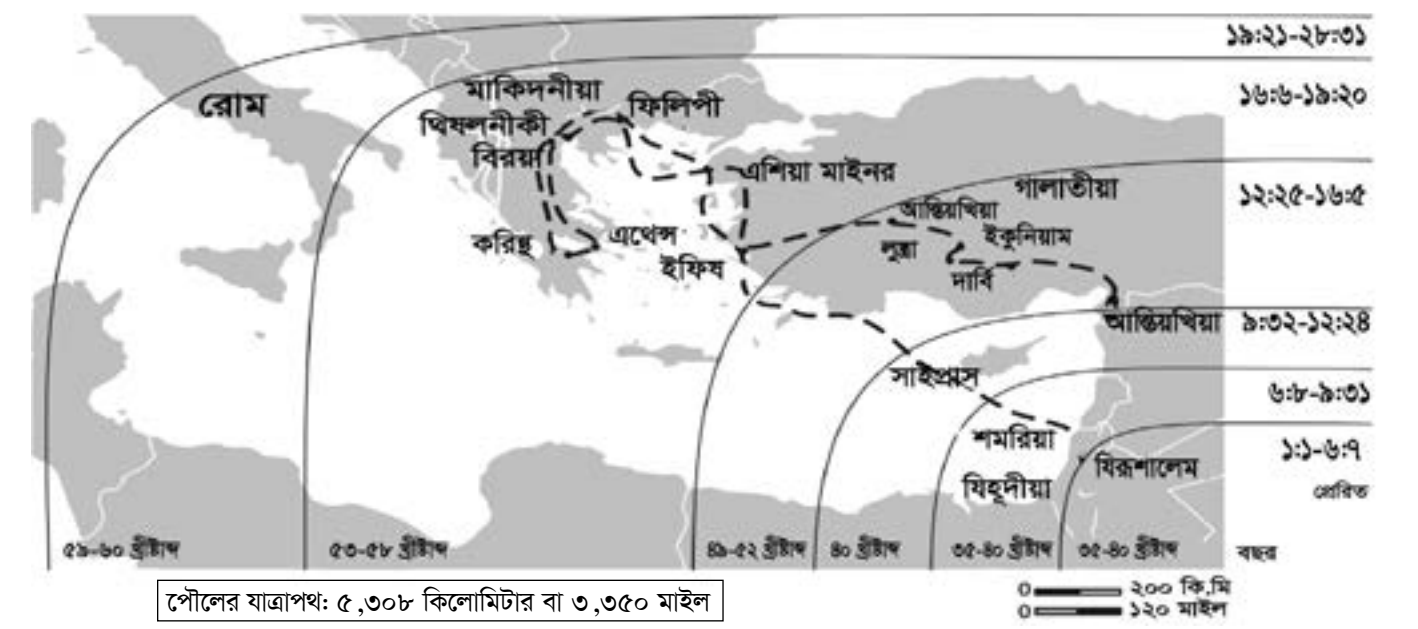 ১৯:২১-২৮:৩১
১৬:৬-১৯:২০
১২:২৫-১৬:৫
৯:৩২-১২:২৪
৬:৮-৯:৩১
১:১-৬:৭
প্রেরিত
রোম
মাকিদনীয়া
ফিলিপী
থিষলনীকী
বিরয়া
এশিয়া মাইনর
গালাতীয়া
আন্তিয়খিয়া
করিন্থ
এথেন্স
ইফিষ
লুস্ত্রা
ইকুনিয়াম
দার্বি
আন্তিয়খিয়া
সাইপ্রাস
শমরিয়া
যিরূশালেম
যিহূদীয়া
৫৯-৬০ খ্রীষ্টাব্দ
৫৩-৫৮ খ্রীষ্টাব্দ
৪৯-৫২ খ্রীষ্টাব্দ
৪০ খ্রীষ্টাব্দ
৩৫-৪০ খ্রীষ্টাব্দ
৩৫-৪০ খ্রীষ্টাব্দ
বছর
পৌলের যাত্রাপথ: ৫,৩০৮ কিলোমিটার বা ৩,৩৫০ মাইল
0 ২০০ কি,মি
0 ১২০ মাইল